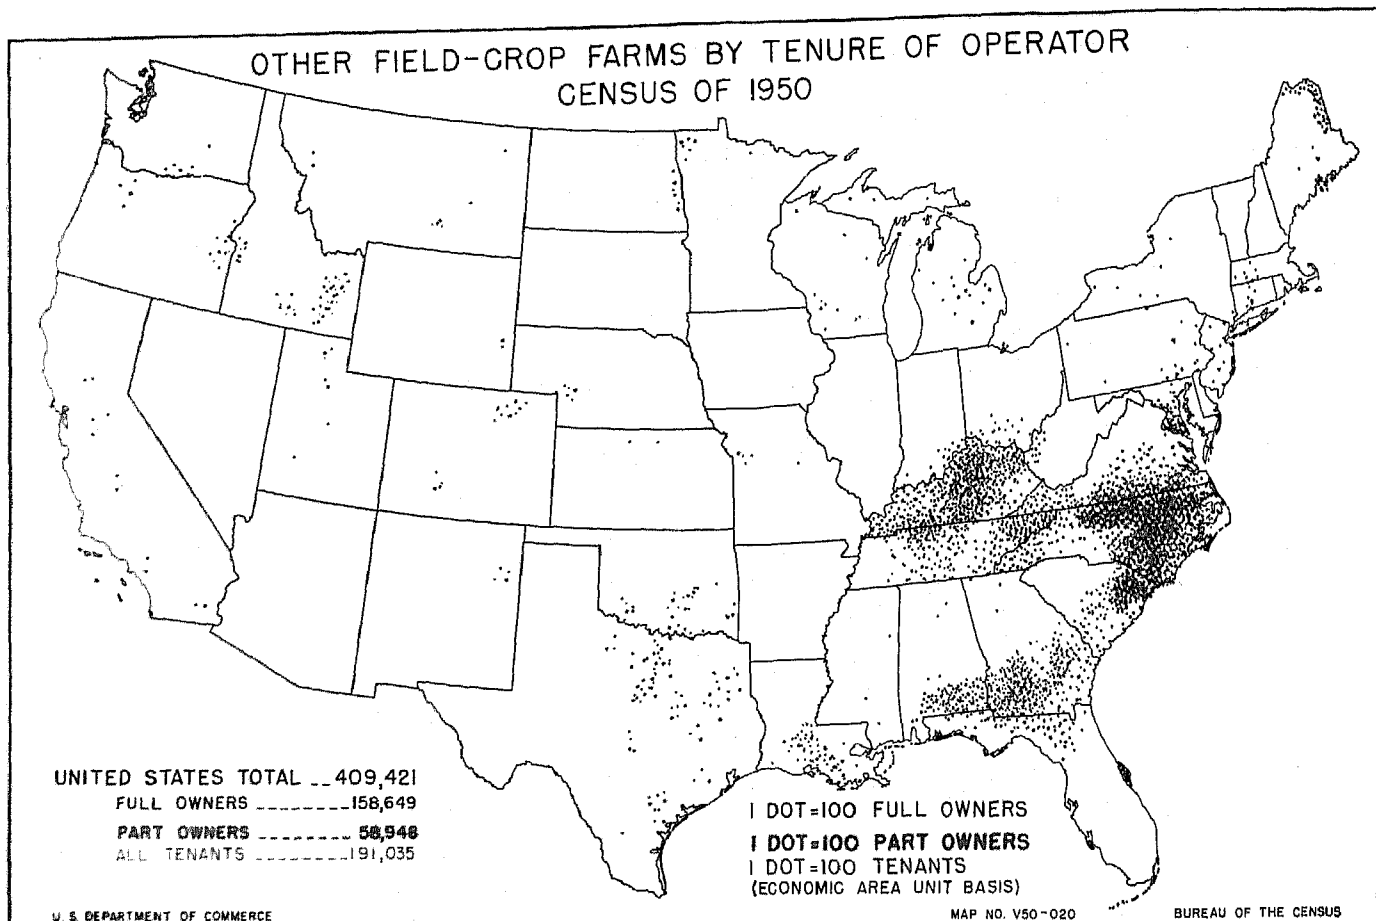 OTHER FIELD-CROP FARMS BY TENURE OF OPERATOR
CENSUS OF 1950
UNITED STATES TOTAL __409,421
FULL OWNERS ________158,649
PART OWNERS ________ 58,948
ALL TENANTS ________191,035
1 DOT=100 FULL OWNERS
1 DOT=100 PART OWNERS
1 DOT=100 TENANTS
(ECONOMIC AREA UNIT BASIS)
U. S. DEPARTMENT OF COMMERCE
MAP NO. V50-020
BUREAU OF THE CENSUS